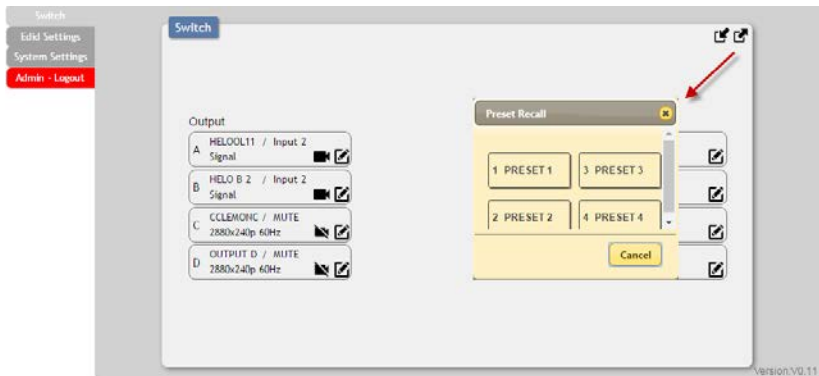 Switch
Edid Settings
System Settings
Admin - Logout
Switch
Output
A HELOOL11 / Input 2
Signal
B HELO B 2 / Input 2
Signal
C CCLEMONC / MUTE
2880x240p 60Hz
D OUTPUT D / MUTE
2880x240p 60Hz
Preset Recall
1 PRESET 1
3 PRESET 3
2 PRESET 2
4 PRESET 4
Cancel
Version:V0.11